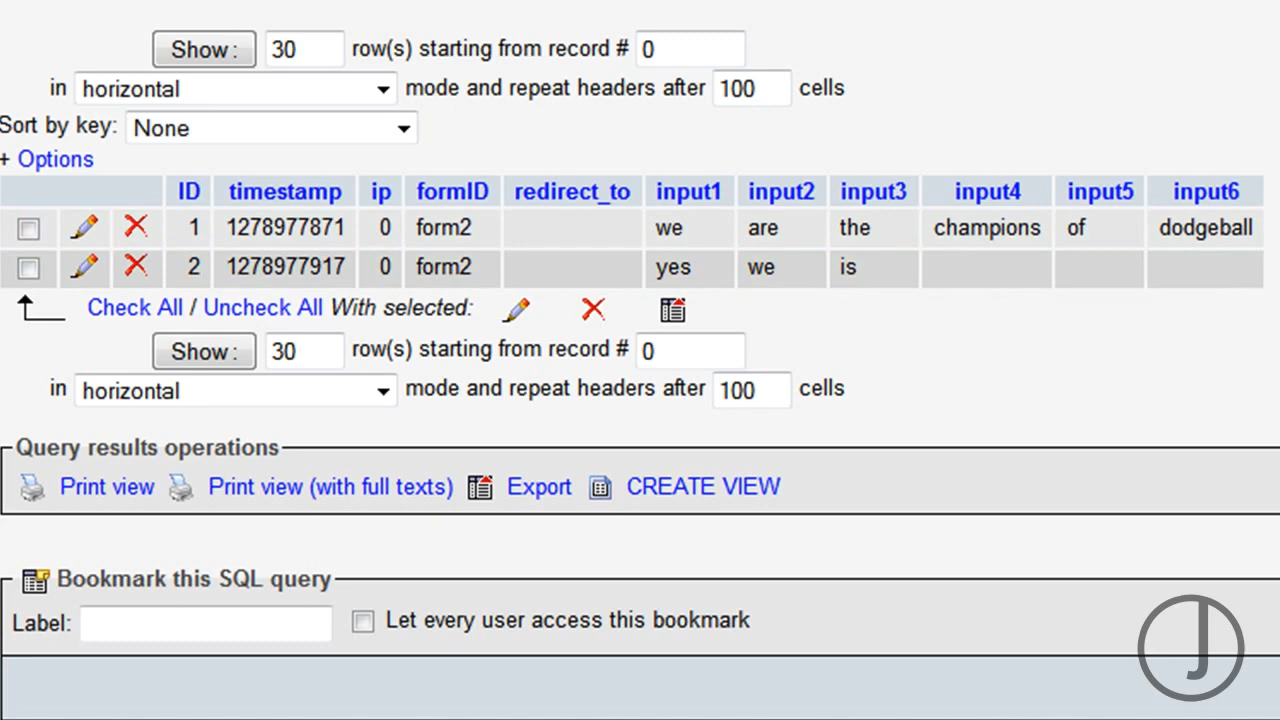 Show : 30 row(s) starting from record # 0
in horizontal mode and repeat headers after 100 cells
Sort by key: None
+ Options
ID timestamp ip formID redirect_to input1 input2 input3 input4 input5 input6
1 1278977871 0 form2 we are the champions of dodgeball
2 1278977917 0 form2 yes we is
Check All / Uncheck All With selected:
Show : 30 row(s) starting from record # 0
in horizontal mode and repeat headers after 100 cells
Query results operations
Print view Print view (with full texts) Export CREATE VIEW
Bookmark this SQL query
Label: Let every user access this bookmark
J